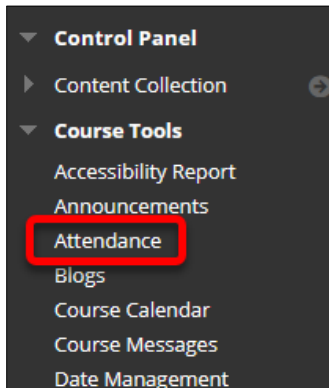 Control Panel
Content Collection
Course Tools
Accessibility Report
Announcements
Attendance
Blogs
Course Calendar
Course Messages
Date Management